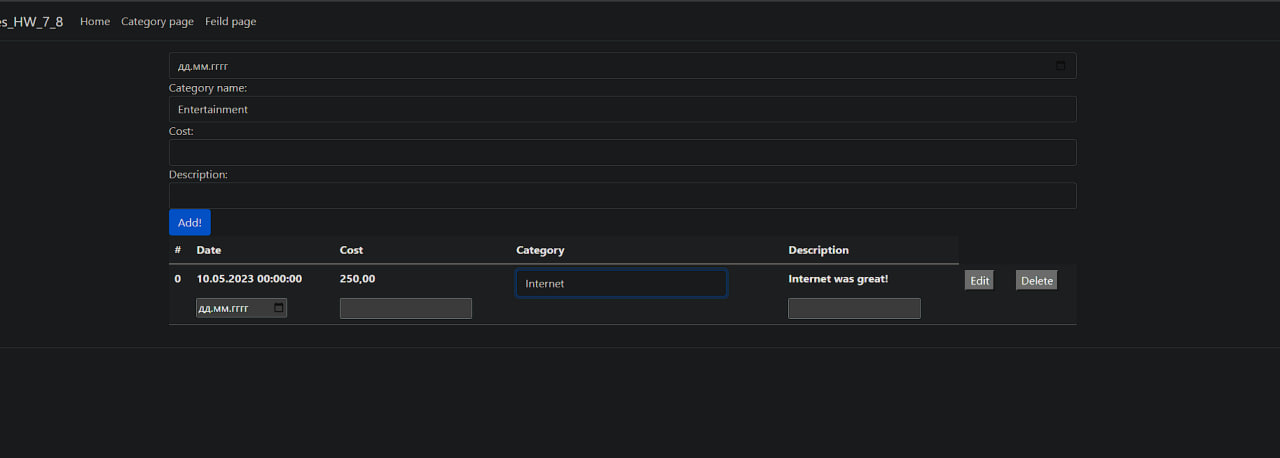 es_HW_7_8 Home Category page Feild page
дд.мм.гггг
Category name:
Entertainment
Cost:
Description:
Add!
# Date Cost Category Description
0 10.05.2023 00:00:00 250,00 Internet Internet was great! Edit Delete
дд.мм.гггг